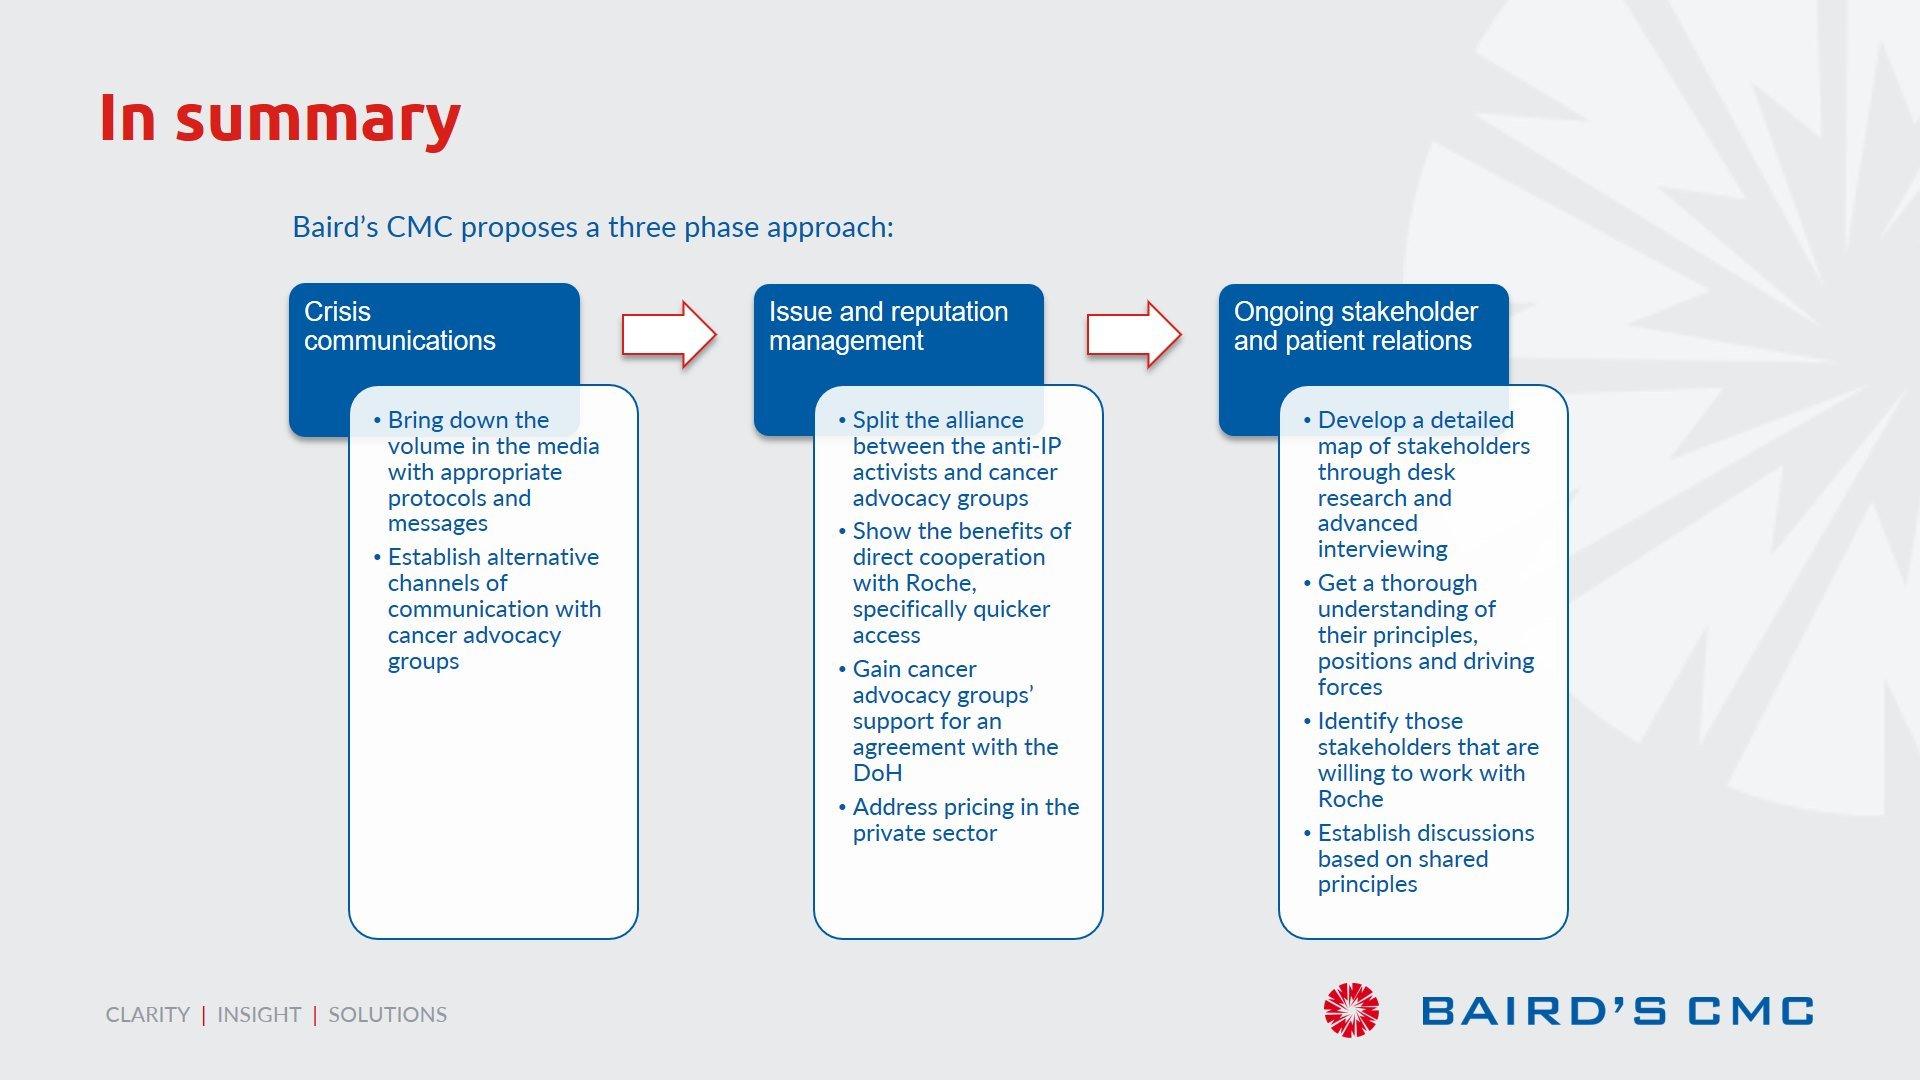 In summary
Baird’s CMC proposes a three phase approach:
Crisis
communications
• Bring down the
volume in the media
with appropriate
protocols and
messages
• Establish alternative
channels of
communication with
cancer advocacy
groups
Issue and reputation
management
• Split the alliance
between the anti-IP
activists and cancer
advocacy groups
• Show the benefits of
direct cooperation
with Roche,
specifically quicker
access
• Gain cancer
advocacy groups’
support for an
agreement with the
DoH
• Address pricing in the
private sector
Ongoing stakeholder
and patient relations
• Develop a detailed
map of stakeholders
through desk
research and
advanced
interviewing
• Get a thorough
understanding of
their principles,
positions and driving
forces
• Identify those
stakeholders that are
willing to work with
Roche
• Establish discussions
based on shared
principles
CLARITY | INSIGHT | SOLUTIONS
BAIRD’S CMC